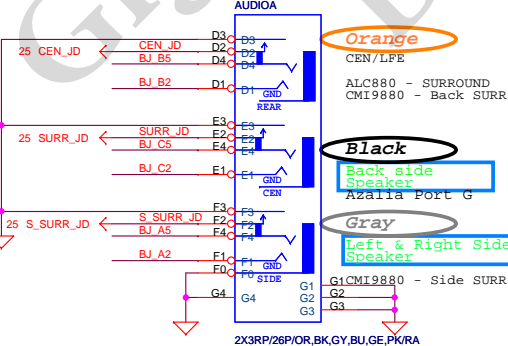 AUDIOA
D3 D3 Orange
25 CEN_JD CEN_JD D2 D2
BJ_B5 D4 D4 CEN/LFE
BJ_B2 D1 D1 GND ALC880 - SURROUND
REAR CMI9880 - Back SURR
E3 E3
25 SURR_JD SURR_JD E2 E2 Black
BJ_C5 E4 E4
BJ_C2 E1 E1 GND Back side
Speaker
CEN Azalia Port G
F3 F3
25 S_SURR_JD S_SURR_JD F2 F2 Gray
BJ_A5 F4 F4
Left & Right Side
Speaker
BJ_A2 F1 F1 GND
F0 F0 SIDE G1 G1 CMI9880 - Side SURR
G4 G4 G2 G2
G3 G3
2X3RP/26P/OR,BK,GY,BU,GE,PK/RA